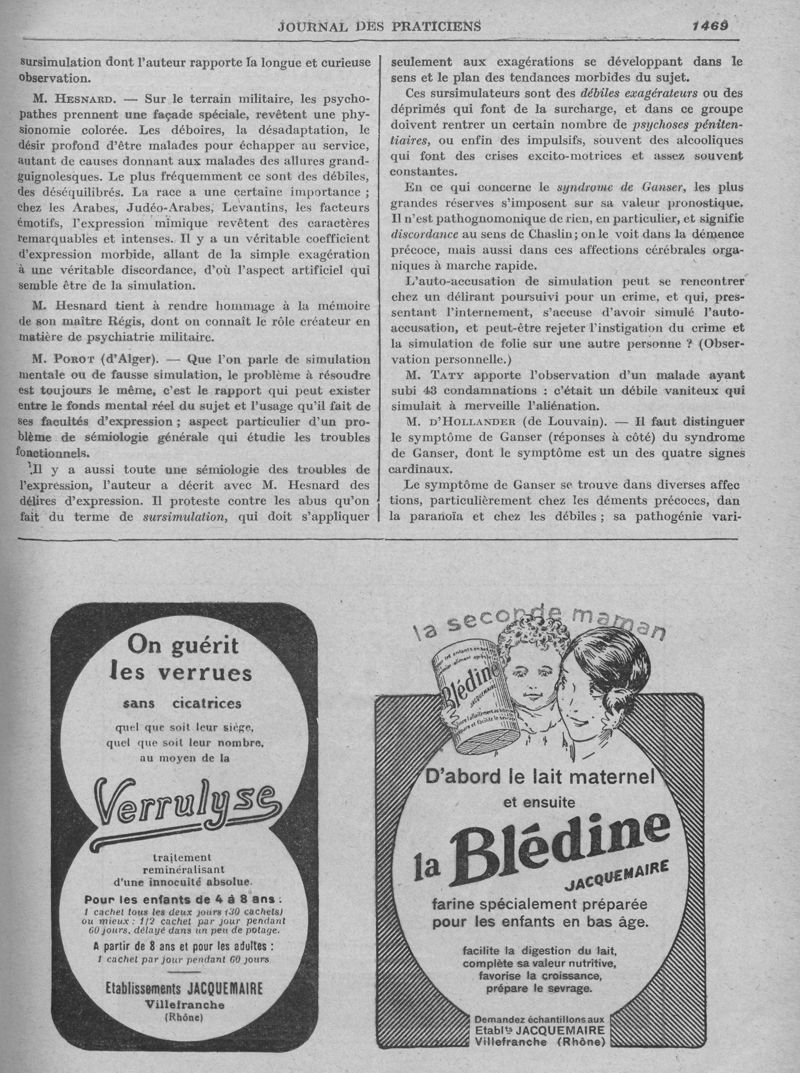 JOURNAL DES PRATICIENS 1469
sursimulation dont l'auteur rapporte la longue et curieuse
observation.
M. HESNARD. — Sur le terrain militaire, les psycho-
pathes prennent une façade spéciale, revêtent une phy-
sionomie colorée. Les déboires, la désadaptation, le
désir profond d'être malades pour échapper au service,
autant de causes donnant aux malades des allures grand-
guignolesques. Le plus fréquemment ce sont des débiles,
des déséquilibrés. La race a une certaine importance ;
chez les Arabes, Judéo-Arabes, Levantins, les facteurs
émotifs, l'expression mimique revêtent des caractères
remarquables et intenses. Il y a un véritable coefficient
d'expression morbide, allant de la simple exagération
à une véritable discordance, d'où l'aspect artificiel qui
semble être de la simulation.
M. Hesnard tient à rendre hommage à la mémoire
de son maître Régis, dont on connaît le rôle créateur en
matière de psychiatrie militaire.
M. POROT (d'Alger). — Que l'on parle de simulation
mentale ou de fausse simulation, le problème à résoudre
est toujours le même, c'est le rapport qui peut exister
entre le fonds mental réel du sujet et l'usage qu'il fait de
ses facultés d'expression ; aspect particulier d'un pro-
blème de sémiologie générale qui étudie les troubles
fonctionnels.
Il y a aussi toute une sémiologie des troubles de
l'expression, l'auteur a décrit avec M. Hesnard des
délires d'expression. Il proteste contre les abus qu'on
fait du terme de sursimulation, qui doit s'appliquer
seulement aux exagérations se développant dans le
sens et le plan des tendances morbides du sujet.
Ces sursimulateurs sont des débiles exagérateurs ou des
déprimés qui font de la surcharge, et dans ce groupe
doivent rentrer un certain nombre de psychoses péniten-
tiaires, ou enfin des impulsifs, souvent des alcooliques
qui font des crises excito-motrices et assez souvent
constantes.
En ce qui concerne le syndrome de Ganser, les plus
grandes réserves s'imposent sur sa valeur pronostique.
Il n'est pathognomonique de rien, en particulier, et signifie
discordance au sens de Chaslin ; on le voit dans la démence
précoce, mais aussi dans ces affections cérébrales orga-
niques à marche rapide.
L'auto-accusation de simulation peut se rencontrer
chez un délirant poursuivi pour un crime, et qui, pres-
sentant l'internement, s'accuse d'avoir simulé l'auto-
accusation, et peut-être rejeter l'instigation du crime et
la simulation de folie sur une autre personne ? (Obser-
vation personnelle.)
M. TATY apporte l'observation d'un malade ayant
subi 43 condamnations : c'était un débile vaniteux qui
simulait à merveille l'aliénation.
M. D'HOLLANDER (de Louvain). — Il faut distinguer
le symptôme de Ganser (réponses à côté) du syndrome
de Ganser, dont le symptôme est un des quatre signes
cardinaux.
Le symptôme de Ganser se trouve dans diverses affec
tions, particulièrement chez les déments précoces, dan
la paranoïa et chez les débiles ; sa pathogénie vari-
On guérit
les verrues
sans cicatrices
quel que soit leur siège,
quel que soit leur nombre,
au moyen de la
Verrulyse
traitement
reminéralisant
d'une innocuité absolue.
Pour les enfants de 4 à 8 ans :
1 cachet tous les deux jours (30 cachets)
ou mieux : 1/2 cachet par jour pendant
60 jours, délayé dans un peu de potage.
A partir de 8 ans et pour les adultes :
1 cachet par jour pendant 60 jours
Etablissements JACQUEMAIRE
Villefranche
(Rhône)
la seconde maman
Blédine
JACQUEMAIRE
D'abord le lait maternel
et ensuite
la Blédine
JACQUEMAIRE
farine spécialement préparée
pour les enfants en bas âge.
facilite la digestion du lait,
complète sa valeur nutritive,
favorise la croissance,
prépare le sevrage.
Demandez échantillons aux
Etablts JACQUEMAIRE
Villefranche (Rhône)